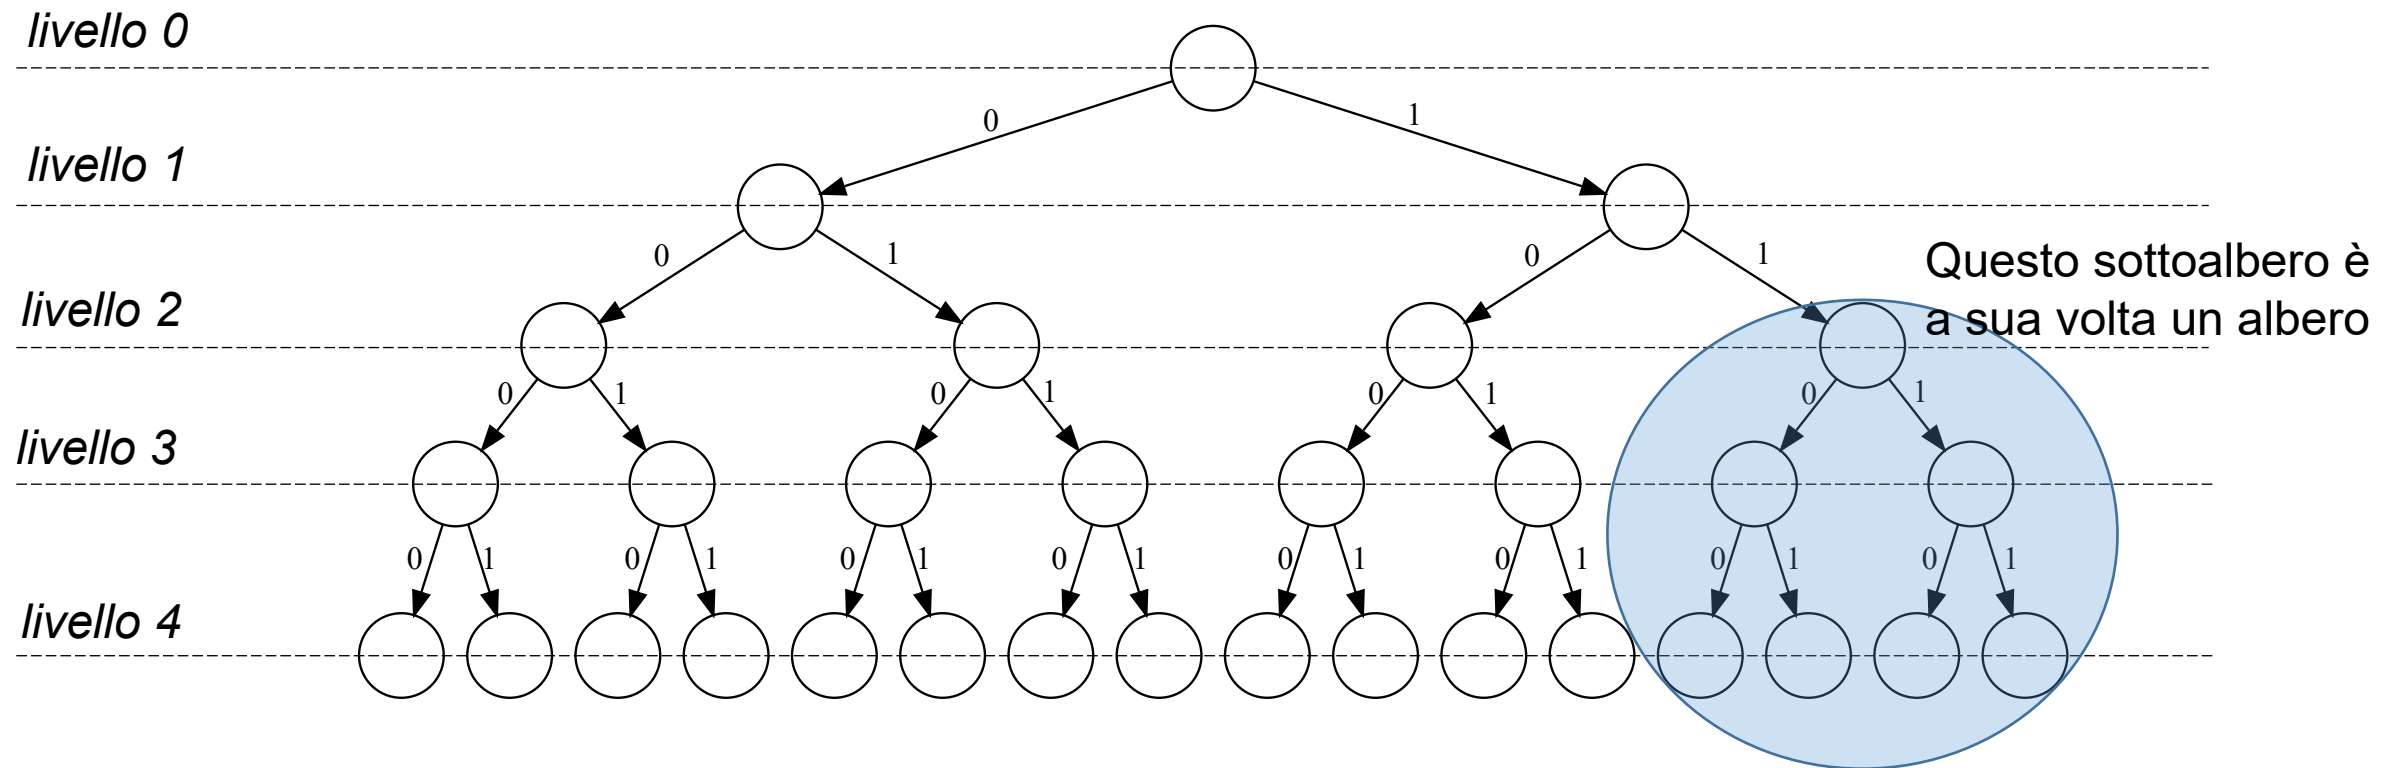 livello 0
0 1
livello 1
0 1 0 1
Questo sottoalbero è
a sua volta un albero
livello 2
0 1 0 1 0 1 0 1
livello 3
0 1 0 1 0 1 0 1 0 1 0 1 0 1 0 1
livello 4